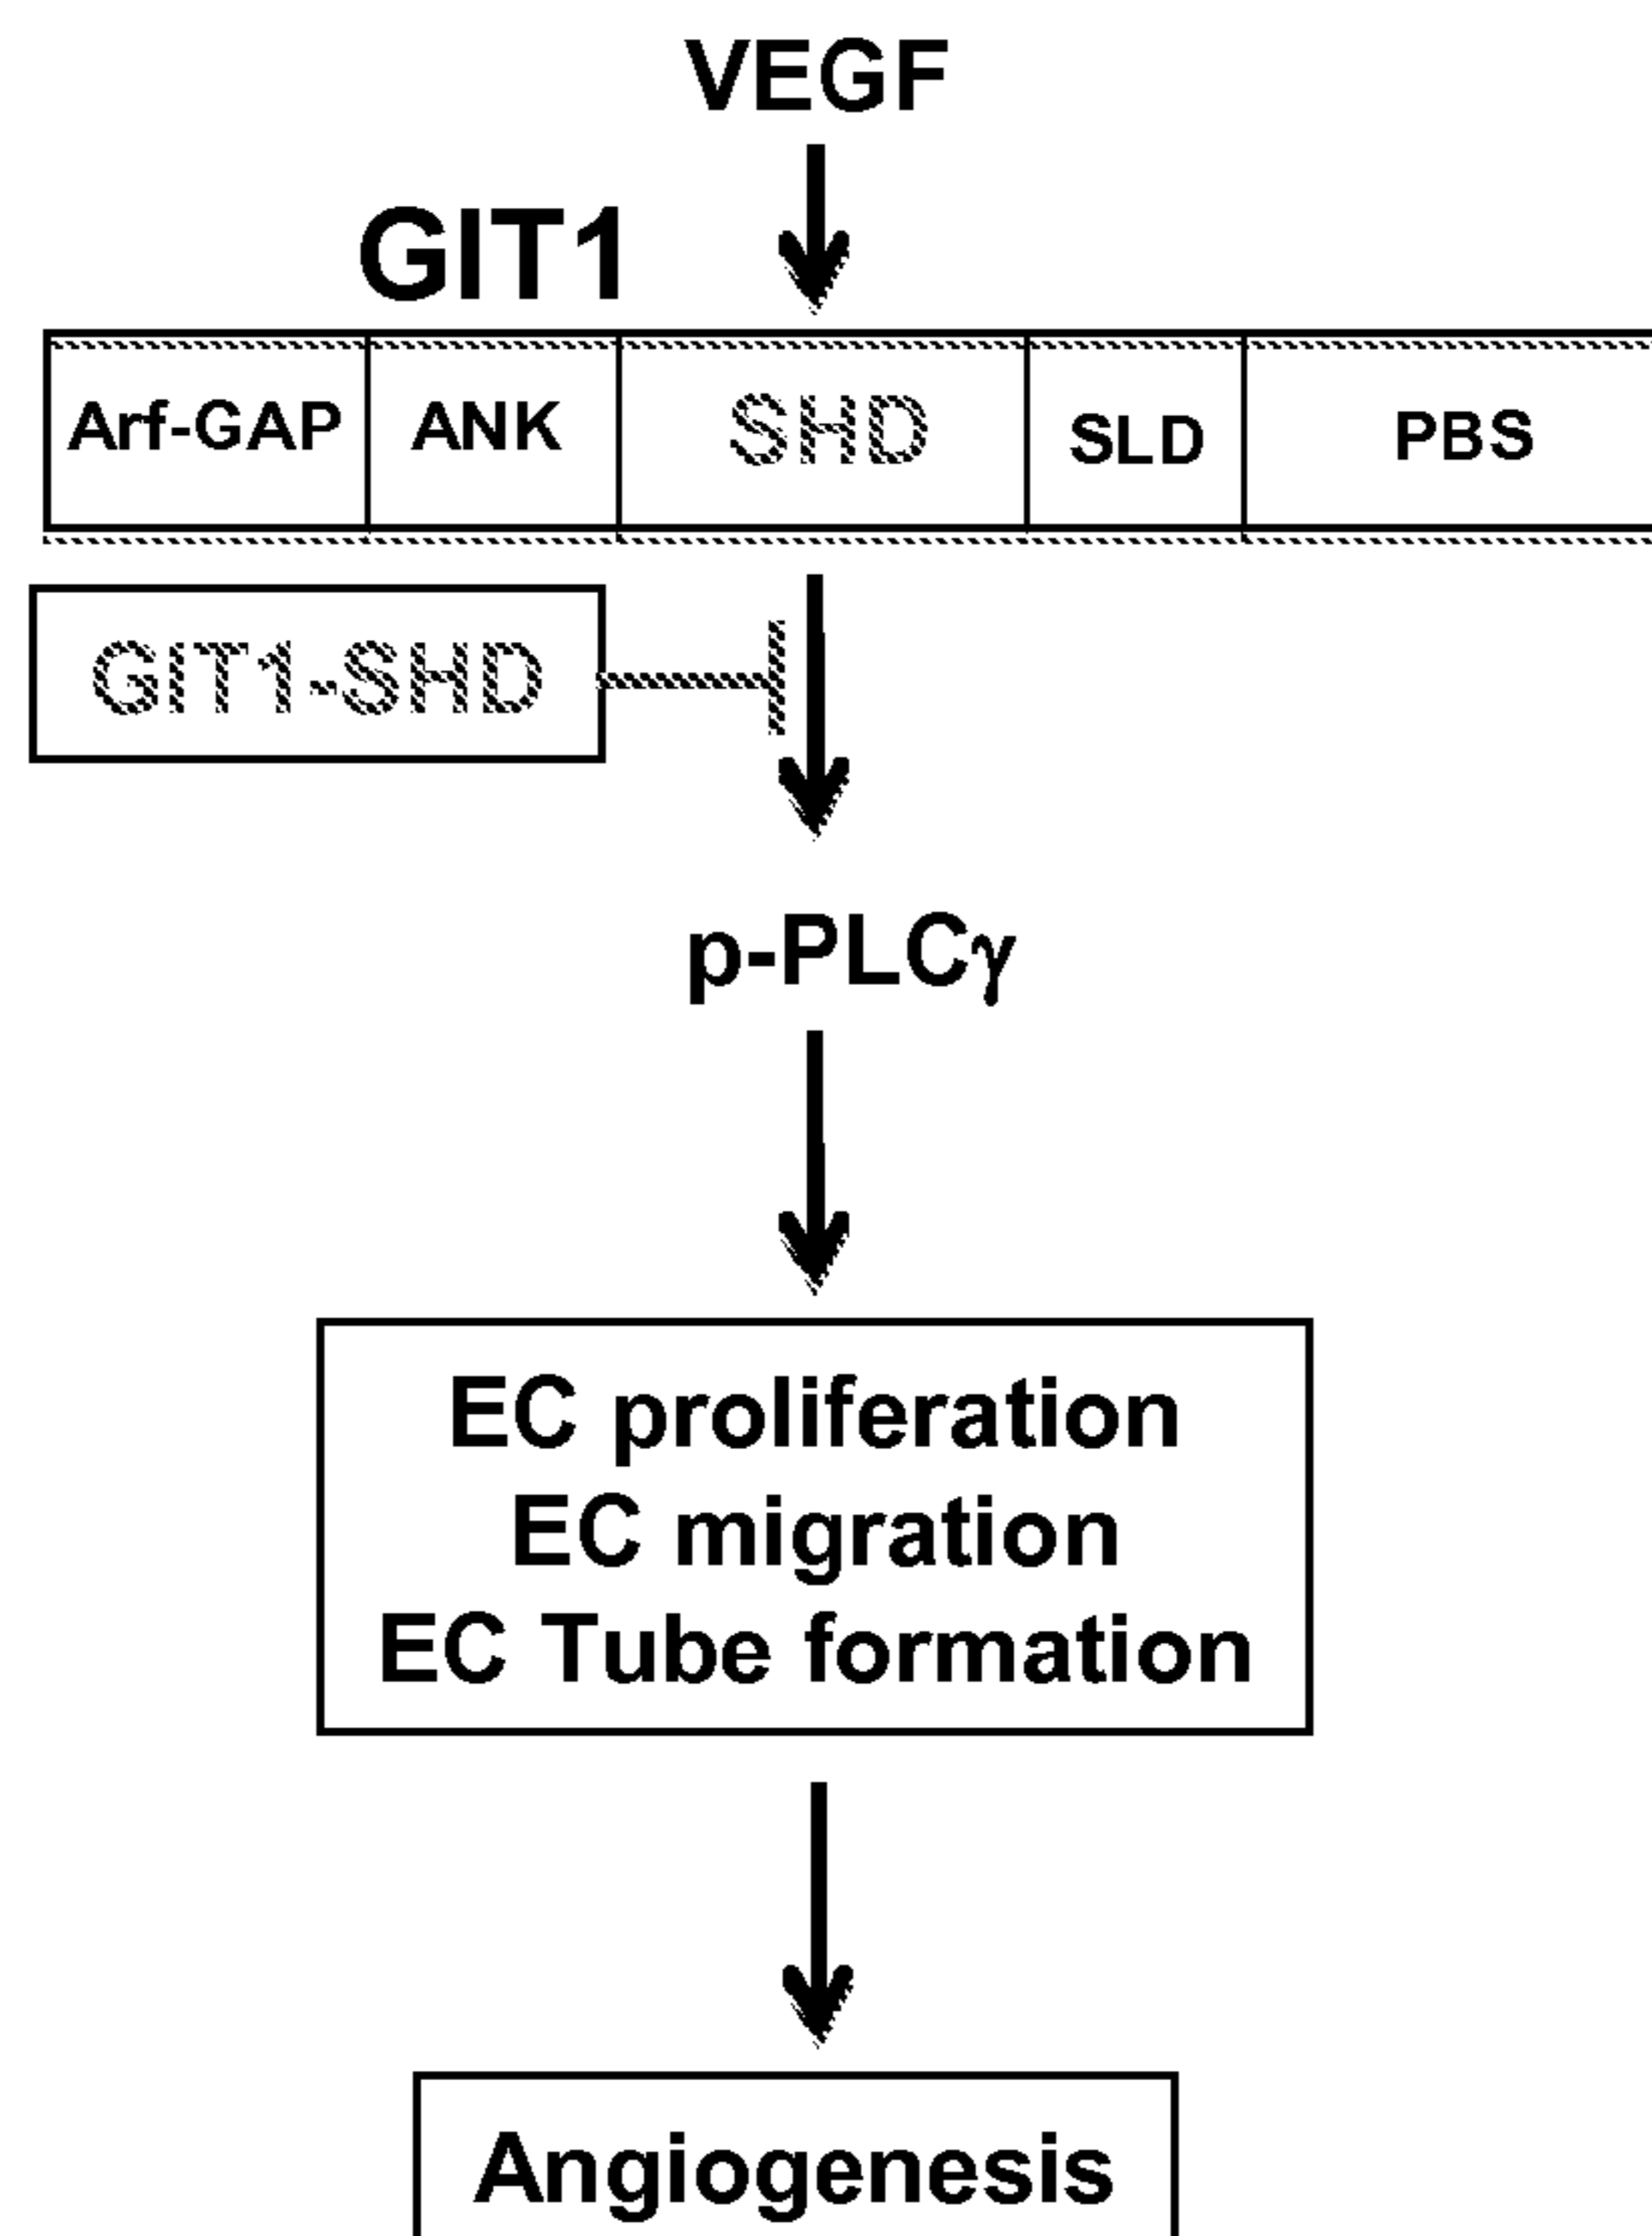 VEGF
GIT1
Arf-GAP ANK SHD SLD PBS
GIT1-SHD
p-PLCγ
EC proliferation
EC migration
EC Tube formation
Angiogenesis